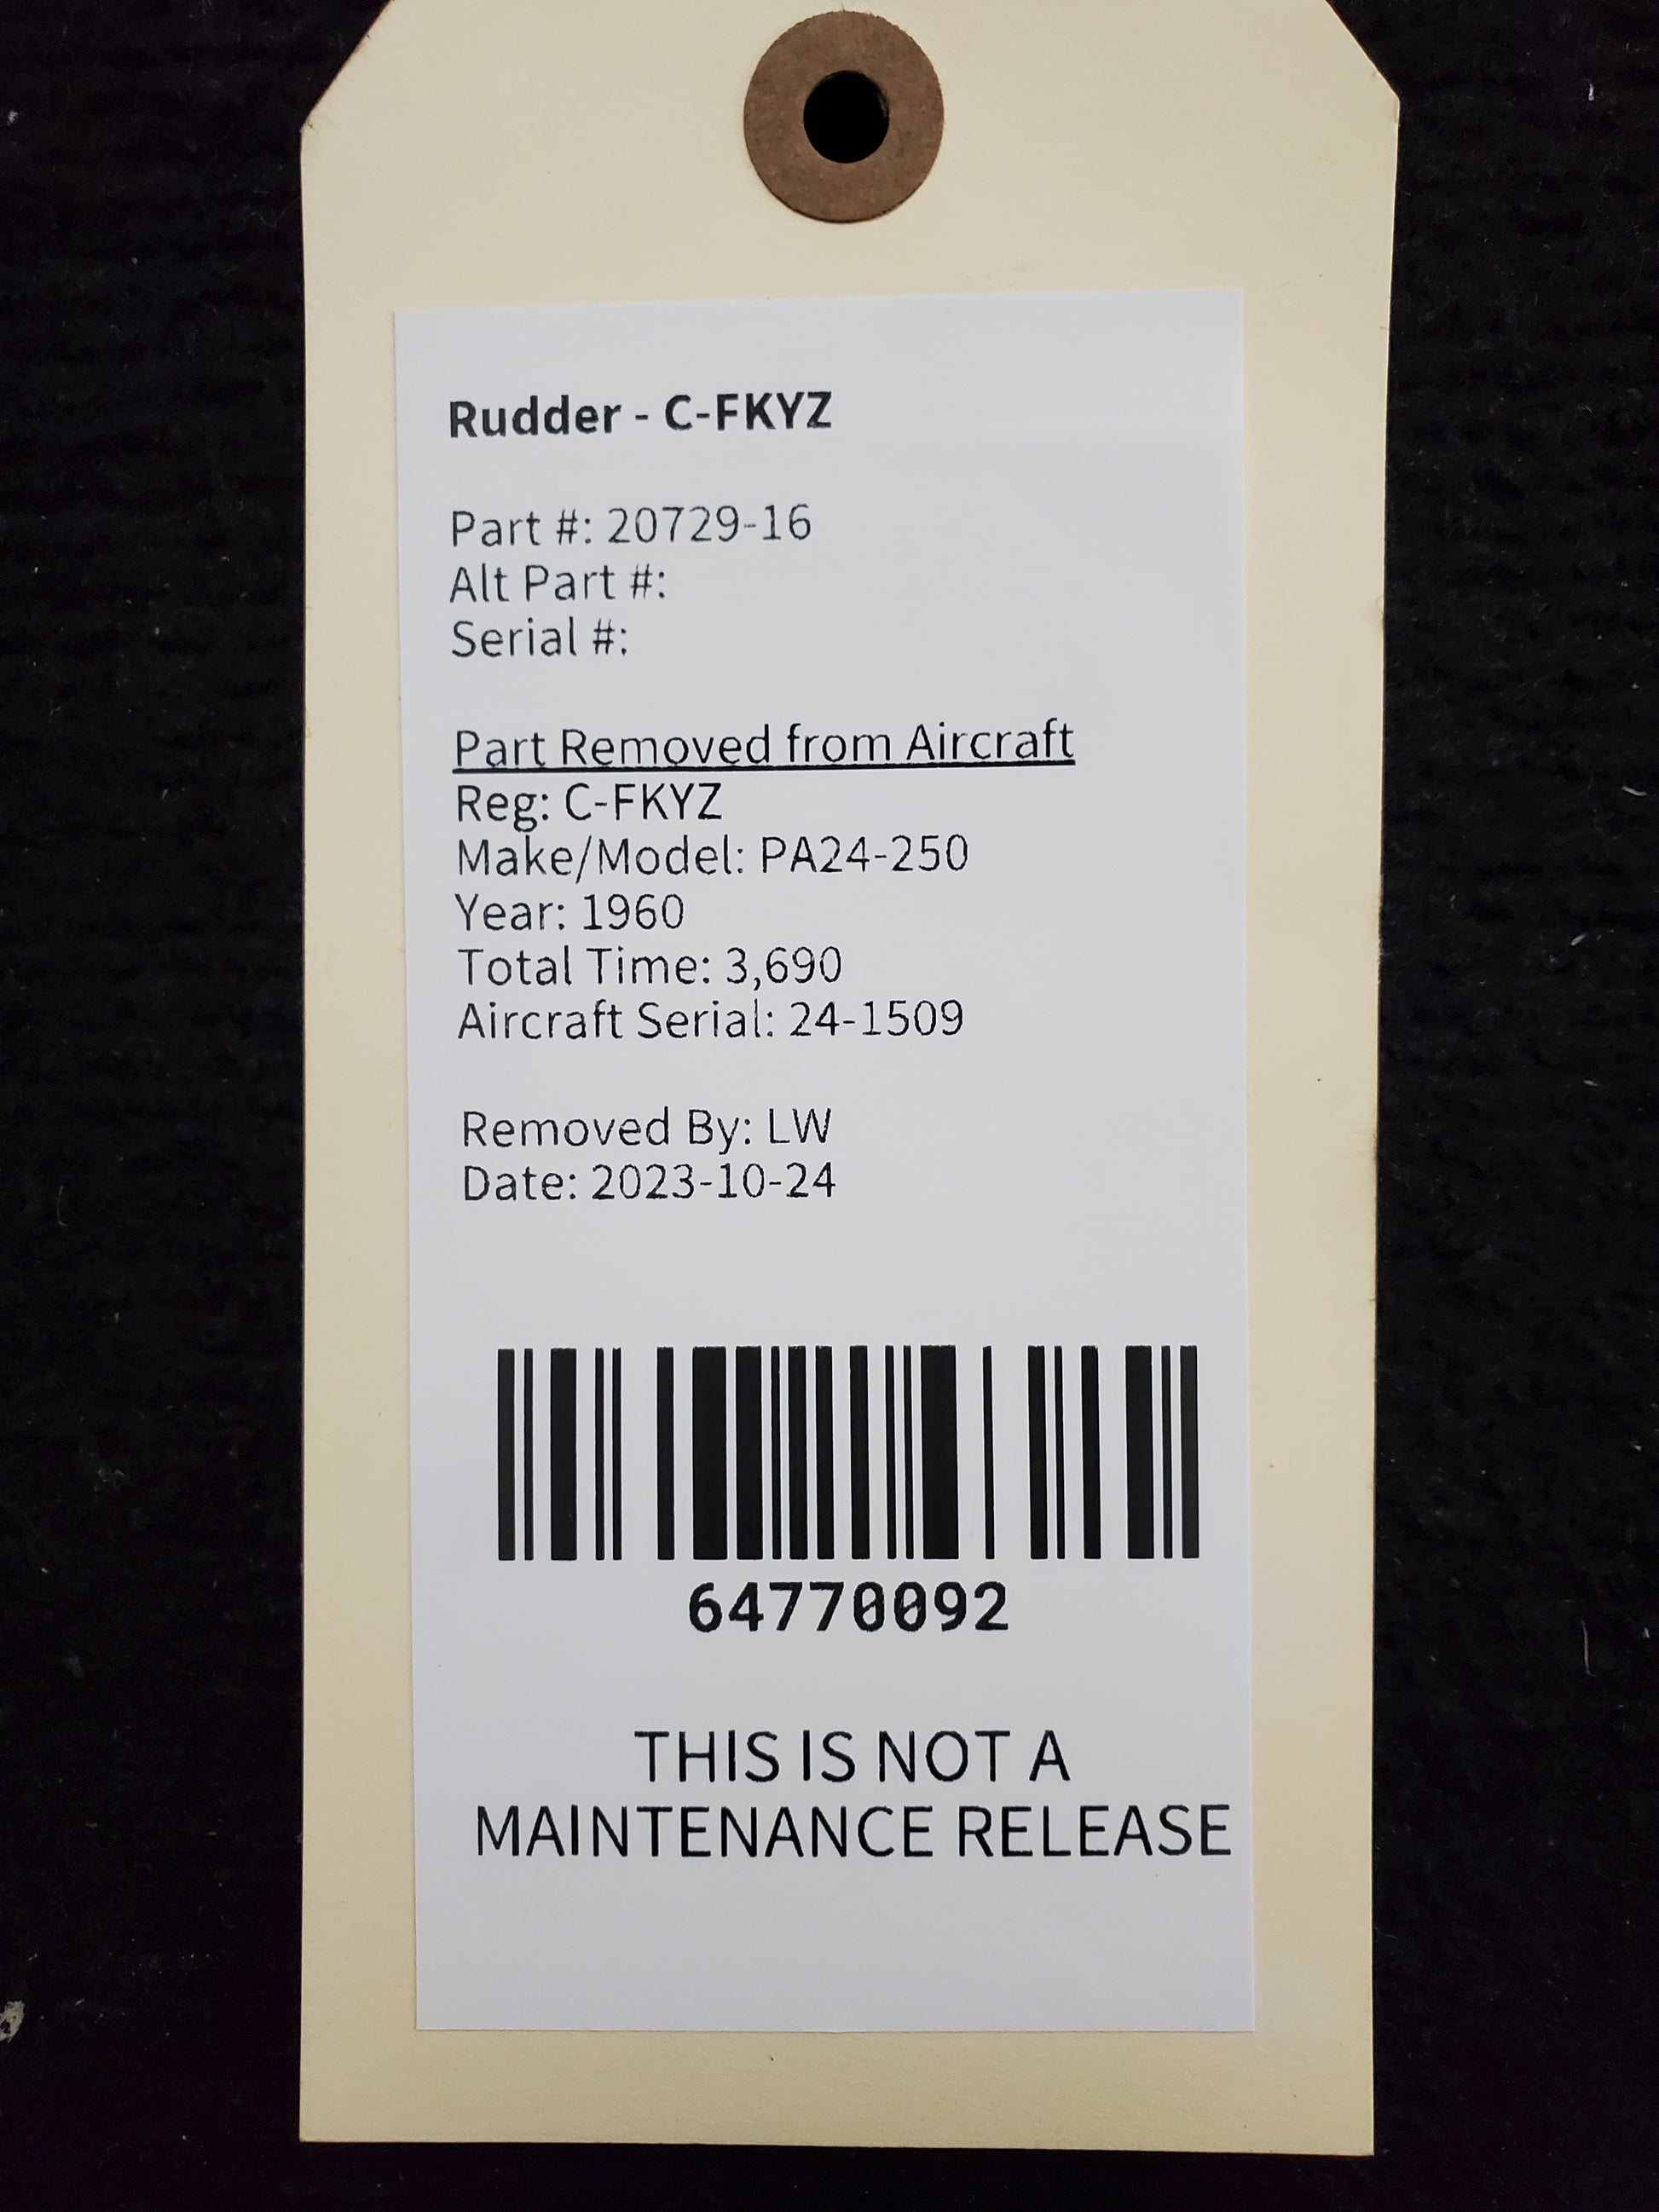 Rudder - C-FKYZ
Part #: 20729-16
Alt Part #:
Serial #:
Part Removed from Aircraft
Reg: C-FKYZ
Make/Model: PA24-250
Year: 1960
Total Time: 3,690
Aircraft Serial: 24-1509
Removed By: LW
Date: 2023-10-24
64770092
THIS IS NOT A
MAINTENANCE RELEASE